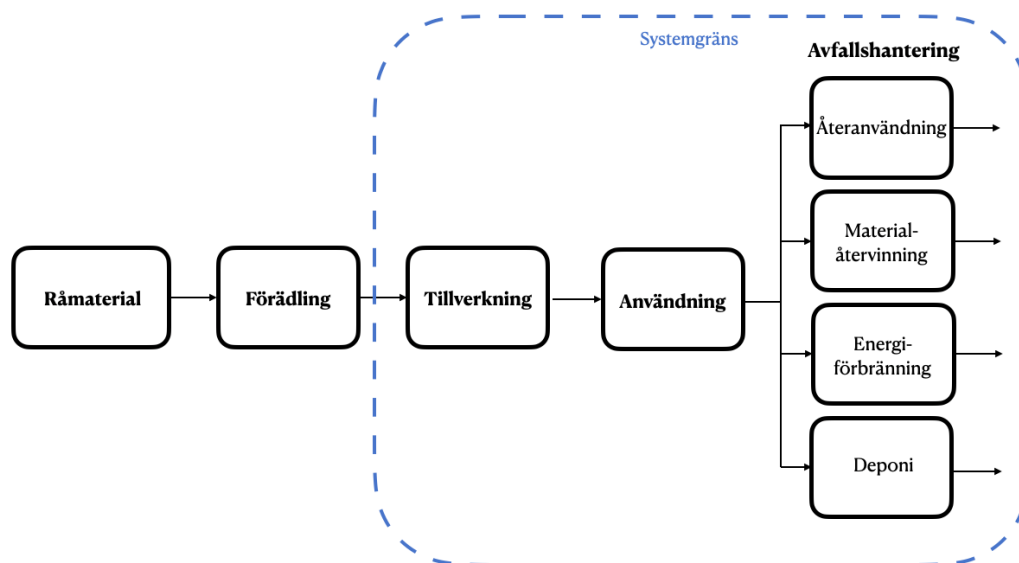 Systemgräns
Avfallshantering
Återanvändning
Material-
återvinning
Råmaterial
Förädling
Tillverkning
Användning
Energi-
förbränning
Deponi